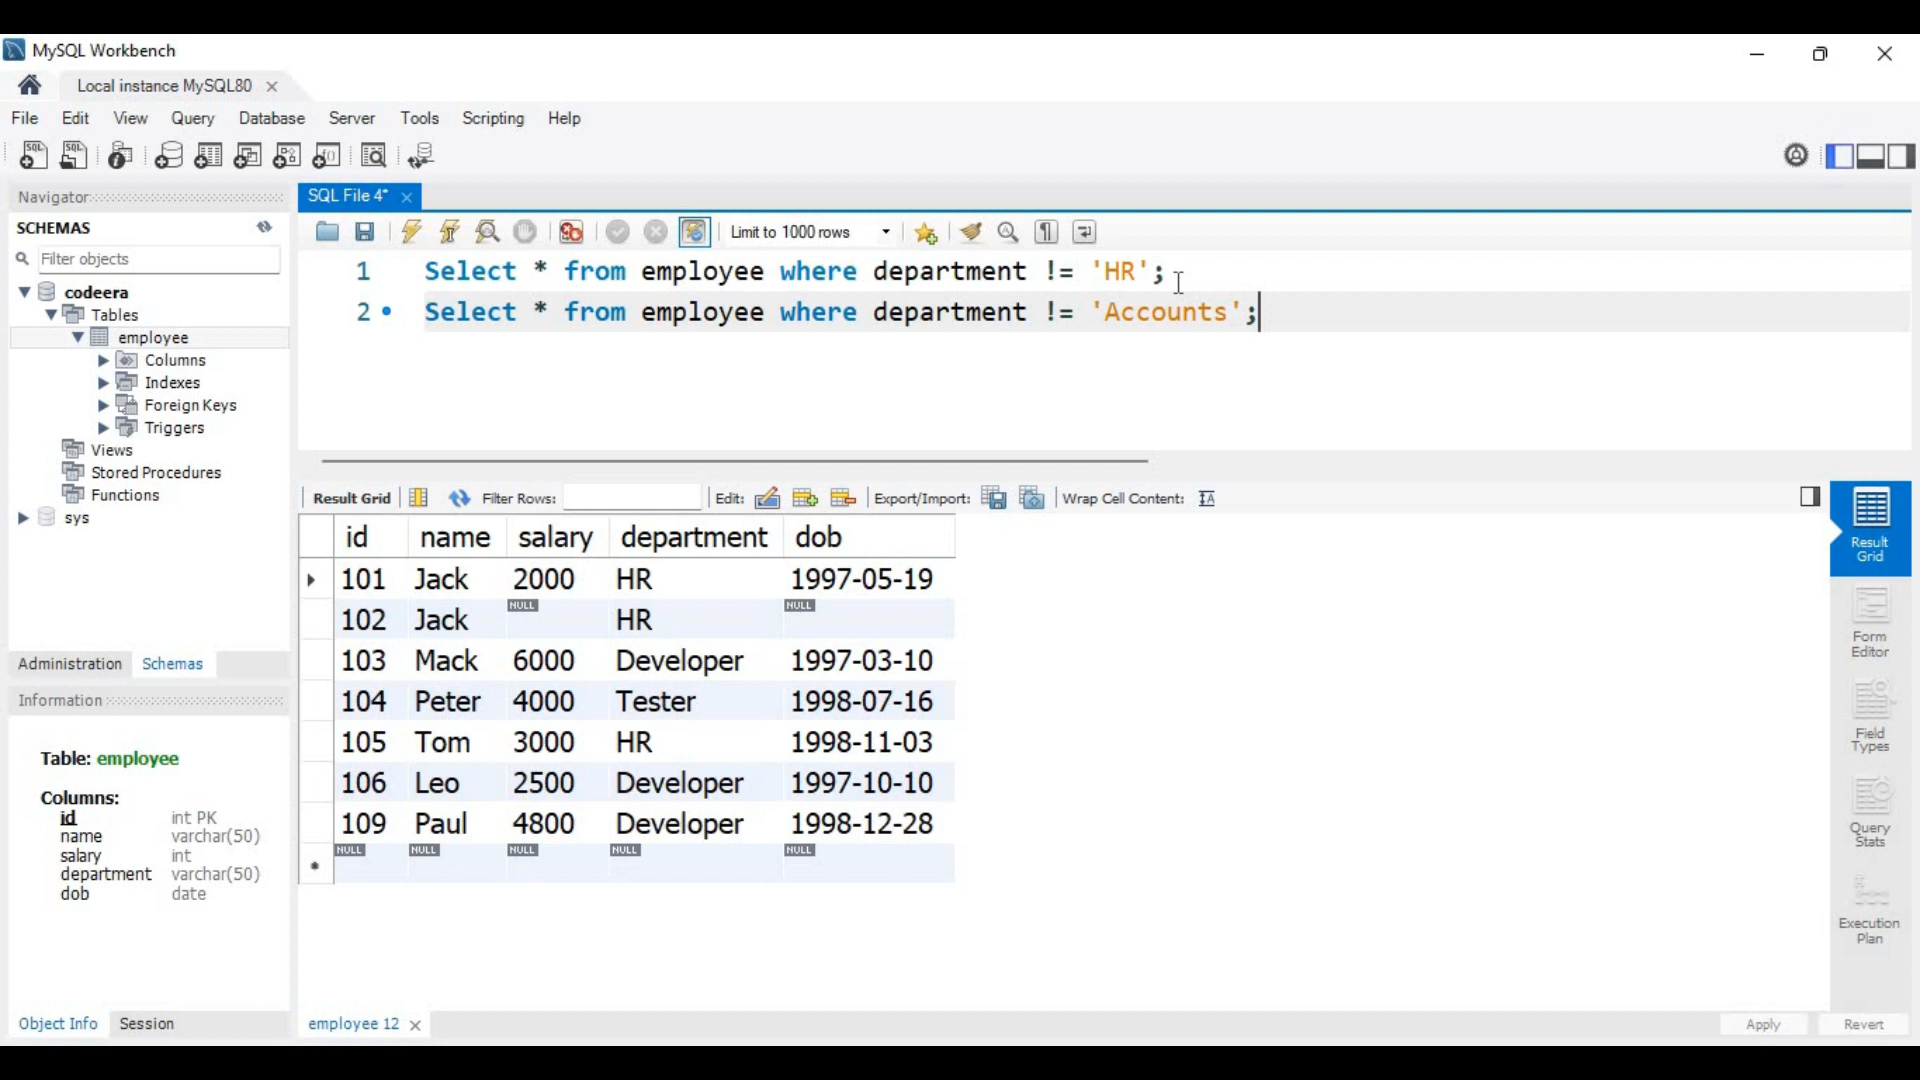 MySQL Workbench
Local instance MySQL80
File Edit View Query Database Server Tools Scripting Help
Navigator
SCHEMAS
Filter objects
codeera
Tables
employee
Columns
Indexes
Foreign Keys
Triggers
Views
Stored Procedures
Functions
sys
Administration Schemas
Information
Table: employee
Columns:
id int PK
name varchar(50)
salary int
department varchar(50)
dob date
Object Info Session
SQL File 4*
Limit to 1000 rows
1 Select * from employee where department != 'HR';
2 Select * from employee where department != 'Accounts';
Result Grid Filter Rows: Edit: Export/Import: Wrap Cell Content:
id name salary department dob
101 Jack 2000 HR 1997-05-19
102 Jack NULL HR NULL
103 Mack 6000 Developer 1997-03-10
104 Peter 4000 Tester 1998-07-16
105 Tom 3000 HR 1998-11-03
106 Leo 2500 Developer 1997-10-10
109 Paul 4800 Developer 1998-12-28
NULL NULL NULL NULL NULL
Result
Grid
Form
Editor
Field
Types
Query
Stats
Execution
Plan
employee 12
Apply Revert